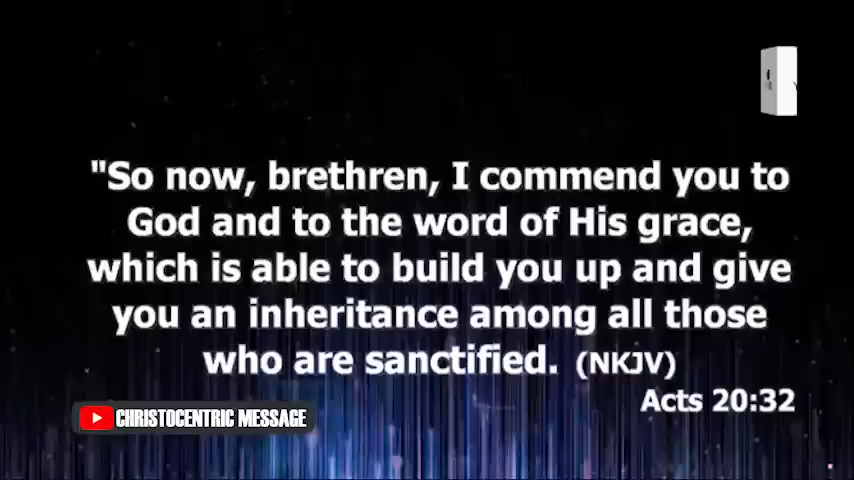 "So now, brethren, I commend you to
God and to the word of His grace,
which is able to build you up and give
you an inheritance among all those
who are sanctified. (NKJV)
Acts 20:32
CHRISTOCENTRIC MESSAGE